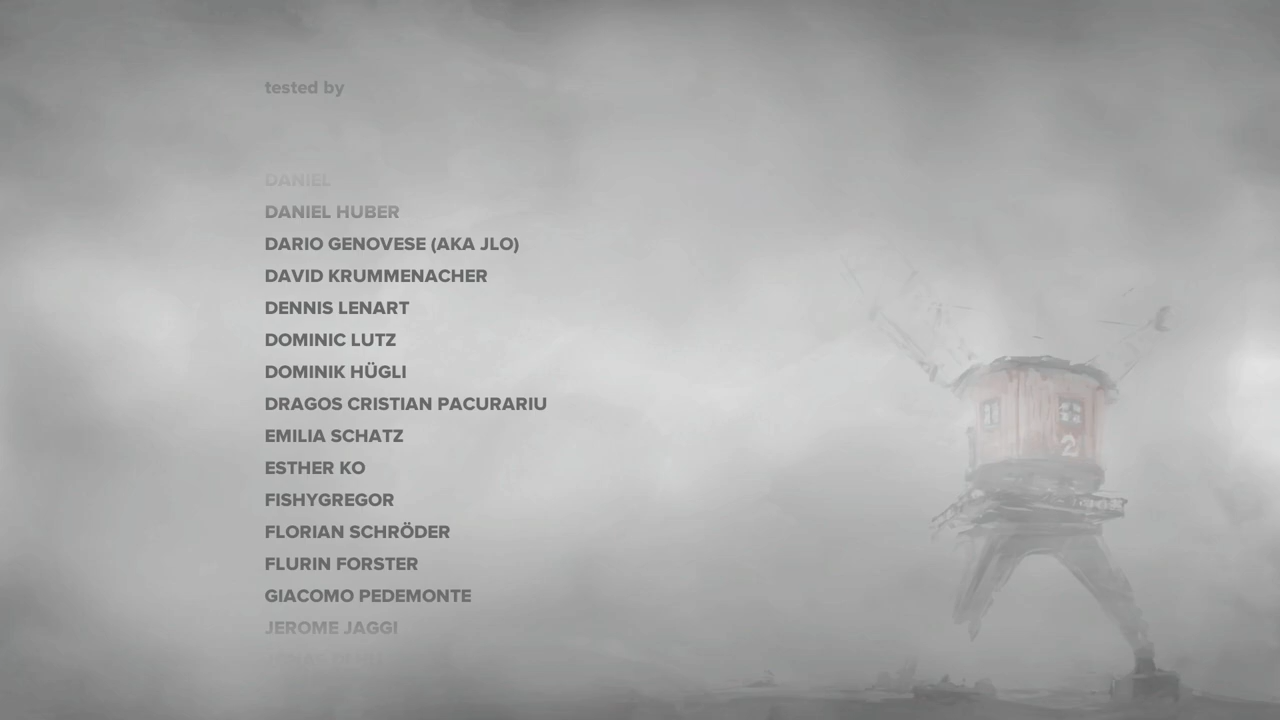 tested by
DANIEL
DANIEL HUBER
DARIO GENOVESE (AKA JLO)
DAVID KRUMMENACHER
DENNIS LENART
DOMINIC LUTZ
DOMINIK HÜGLI
DRAGOS CRISTIAN PACURARIU
EMILIA SCHATZ
ESTHER KO
FISHYGREGOR
FLORIAN SCHRÖDER
FLURIN FORSTER
GIACOMO PEDEMONTE
JEROME JAGGI
2